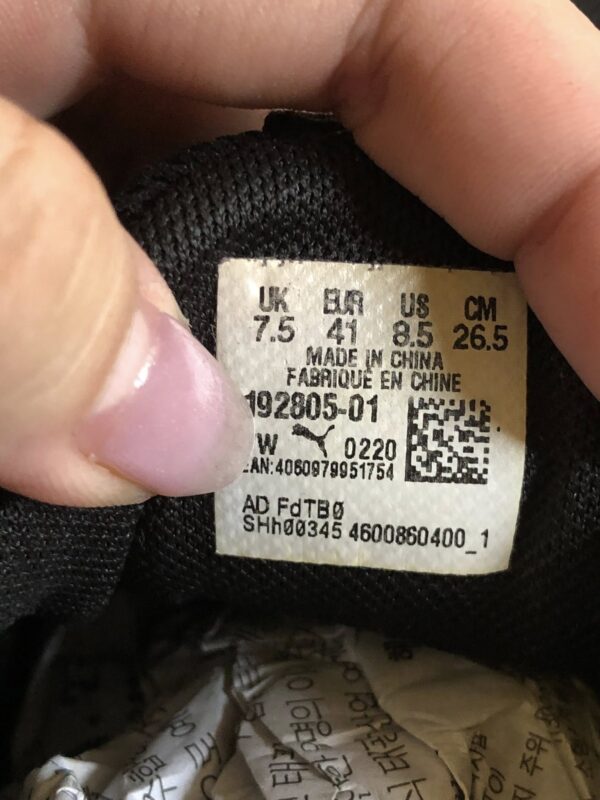 UK EUR US CM
7.5 41 8.5 26.5
MADE IN CHINA
FABRIQUÉ EN CHINE
192805-01
W 0220
EAN:4060979951754
AD FdTB0
SHh00345 4600860400_1